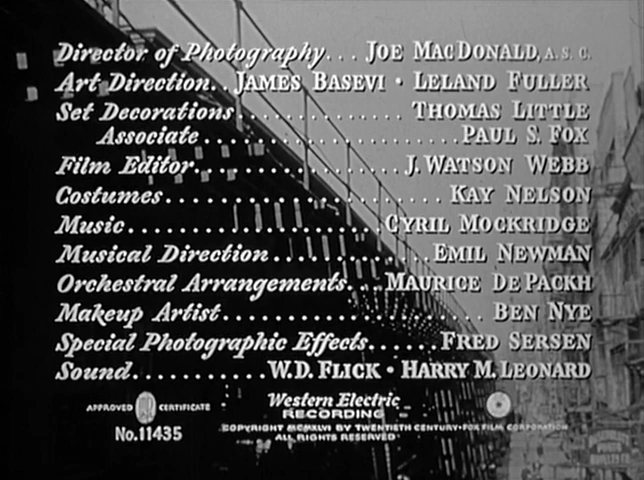 Director of Photography... JOE MACDONALD, A. S. C.
Art Direction.. JAMES BASEVI • LELAND FULLER
Set Decorations.............. THOMAS LITTLE
Associate....................... PAUL S. FOX
Film Editor.................. J. WATSON WEBB
Costumes........................ KAY NELSON
Music...................... CYRIL MOCKRIDGE
Musical Direction............. EMIL NEWMAN
Orchestral Arrangements... MAURICE DE PACKH
Makeup Artist..................... BEN NYE
Special Photographic Effects...... FRED SERSEN
Sound........... W. D. FLICK • HARRY M. LEONARD
APPROVED CERTIFICATE
No. 11435
Western Electric
RECORDING
COPYRIGHT MCMXLVI BY TWENTIETH CENTURY-FOX FILM CORPORATION
ALL RIGHTS RESERVED